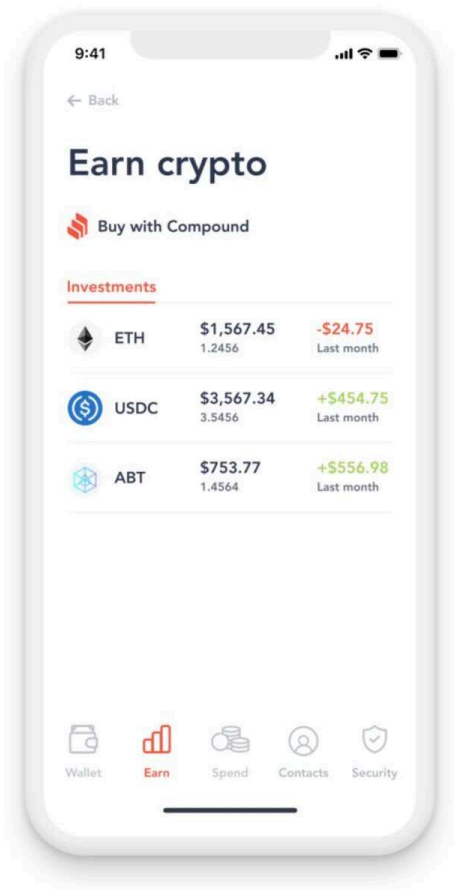 9:41
← Back
Earn crypto
Buy with Compound
Investments
ETH
$1,567.45
1.2456
-$24.75
Last month
USDC
$3,567.34
3.5456
+$454.75
Last month
ABT
$753.77
1.4564
+$556.98
Last month
Wallet
Earn
Spend
Contacts
Security